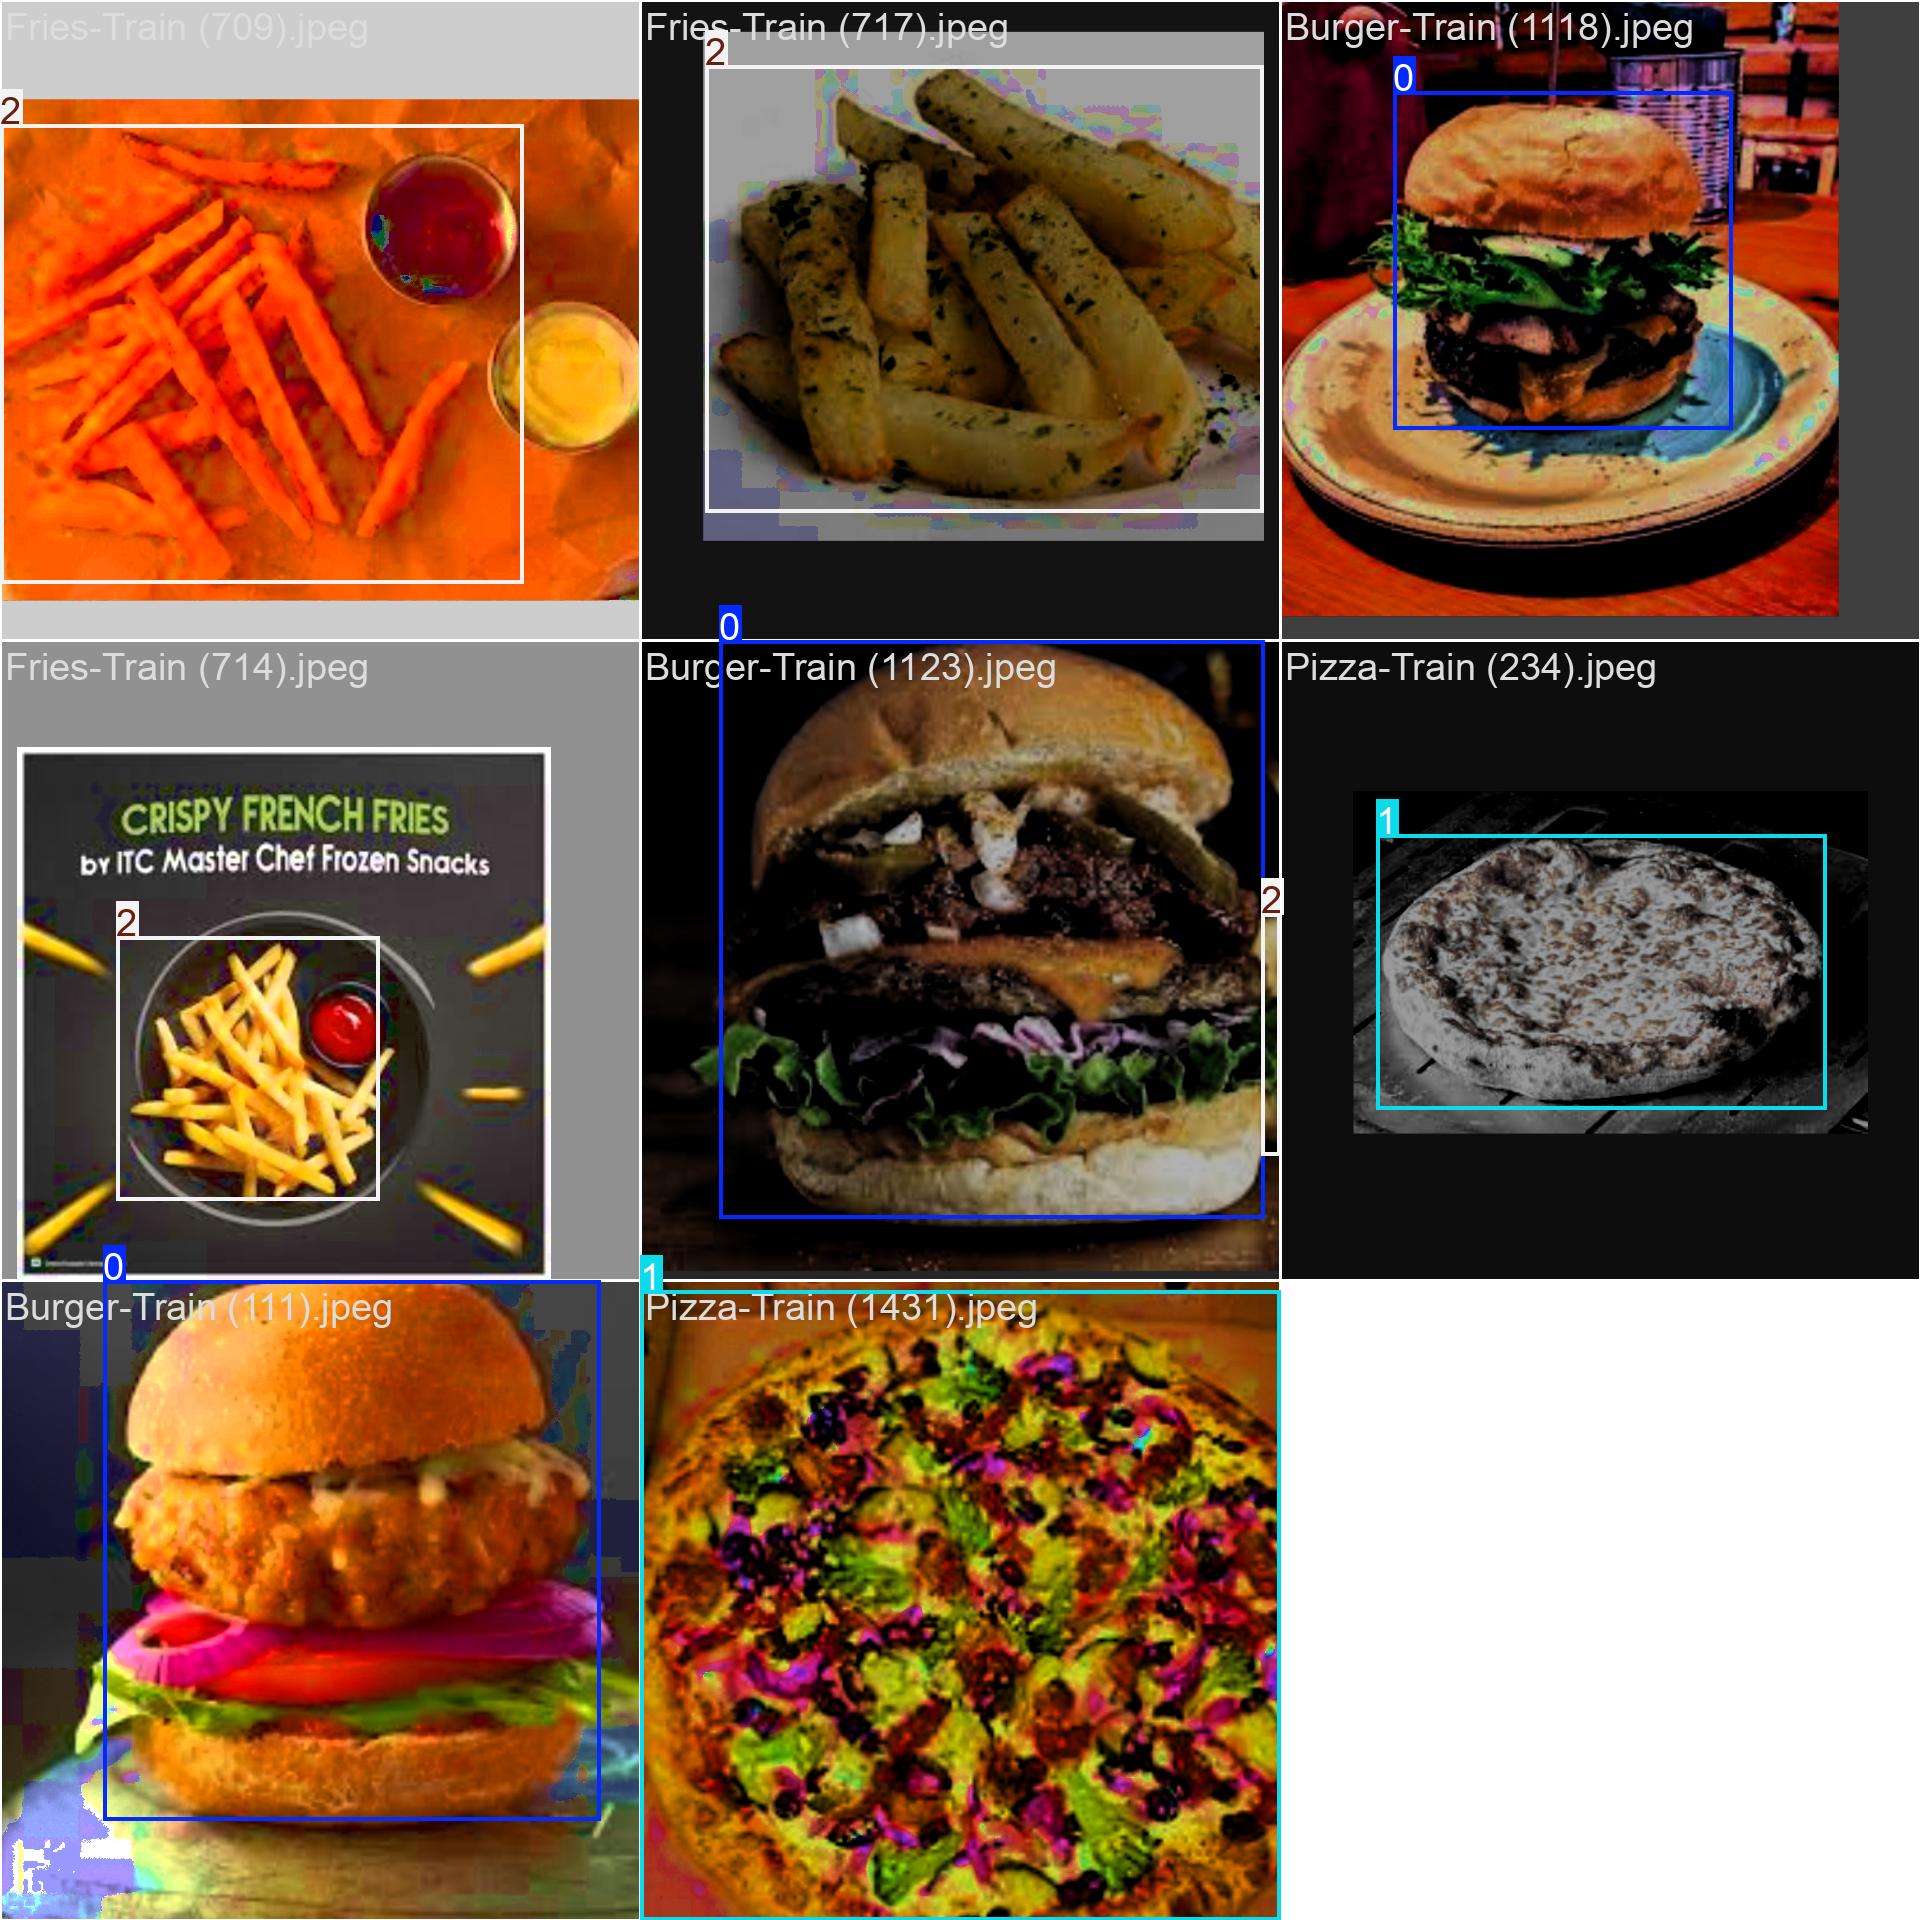 Fries-Train (709).jpeg
2
Fries-Train (717).jpeg
2
Burger-Train (1118).jpeg
0
Fries-Train (714).jpeg
CRISPY FRENCH FRIES
by ITC Master Chef Frozen Snacks
2
0
Burger-Train (1123).jpeg
2
Pizza-Train (234).jpeg
1
0
Burger-Train (111).jpeg
1
Pizza-Train (1431).jpeg